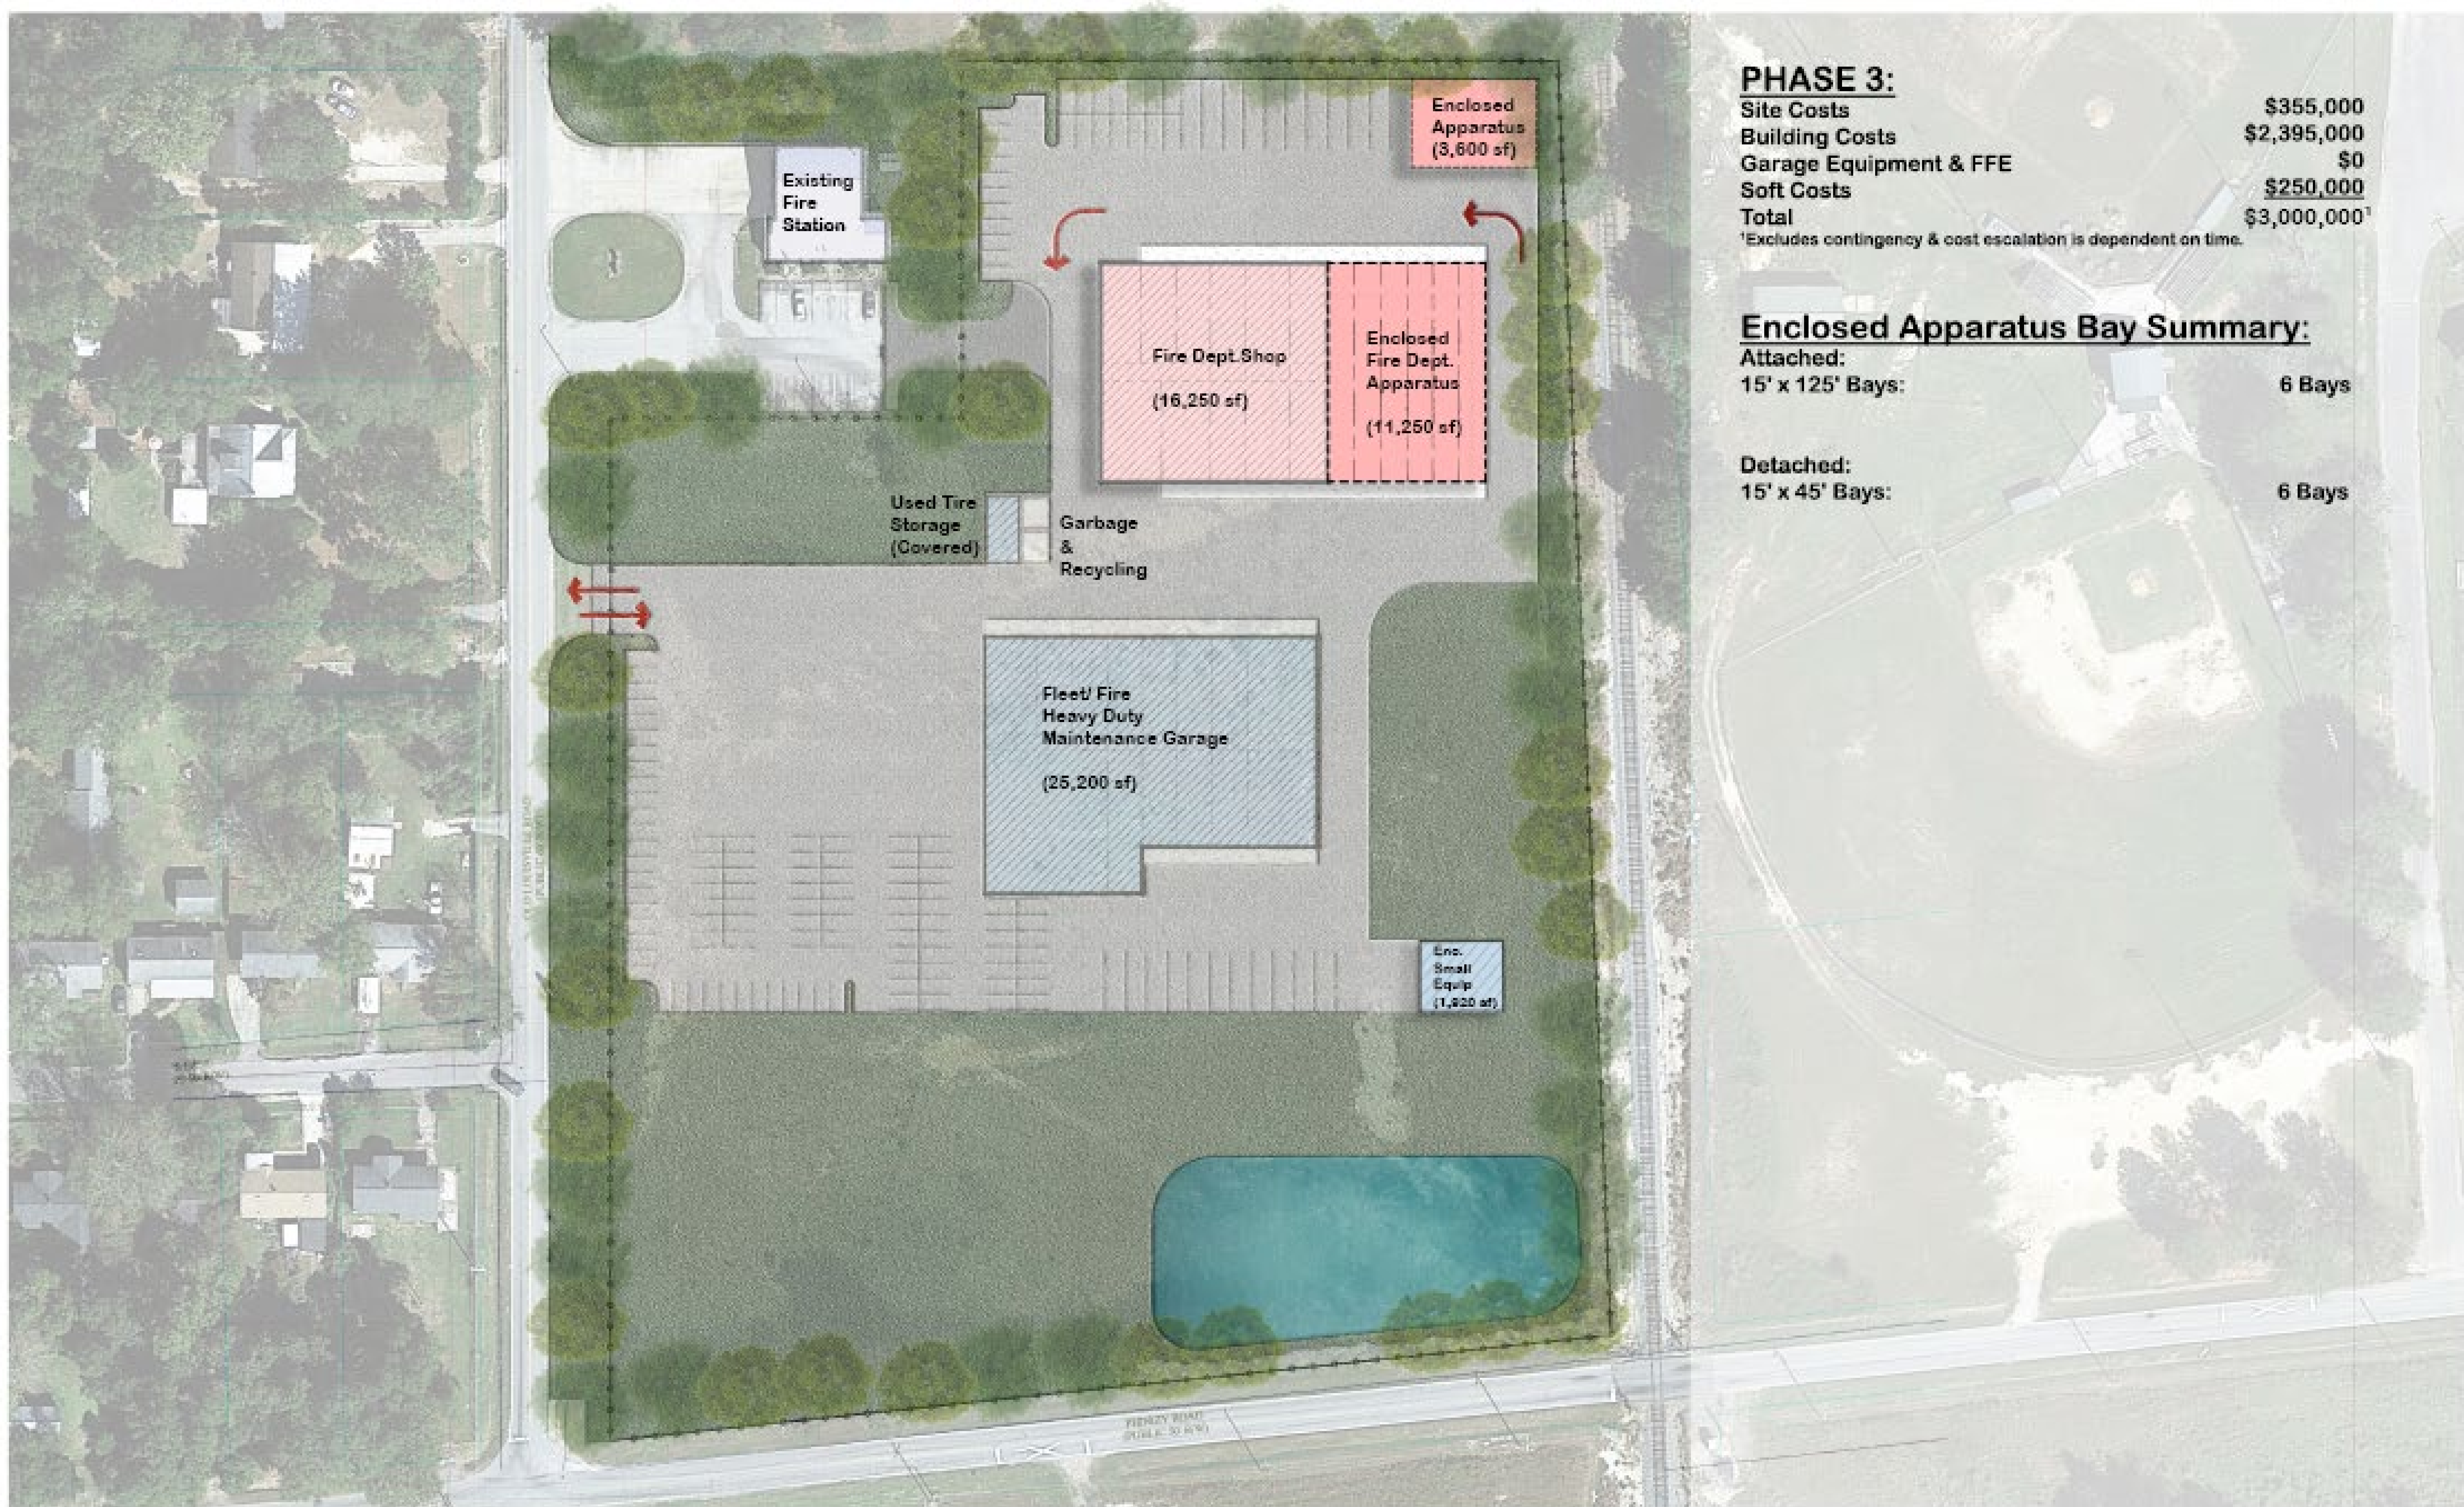 PHASE 3:
Site Costs $355,000
Building Costs $2,395,000
Garage Equipment & FFE $0
Soft Costs $250,000
Total $3,000,000¹
¹Excludes contingency & cost escalation is dependent on time.
Enclosed Apparatus Bay Summary:
Attached:
15' x 125' Bays: 6 Bays
Detached:
15' x 45' Bays: 6 Bays
Enclosed
Apparatus
(3,600 sf)
Existing
Fire
Station
Fire Dept.Shop
(16,250 sf)
Enclosed
Fire Dept.
Apparatus
(11,250 sf)
Used Tire
Storage
(Covered)
Garbage
&
Recycling
Fleet/ Fire
Heavy Duty
Maintenance Garage
(25,200 sf)
Enc.
Small
Equip
(1,920 sf)
ROAD